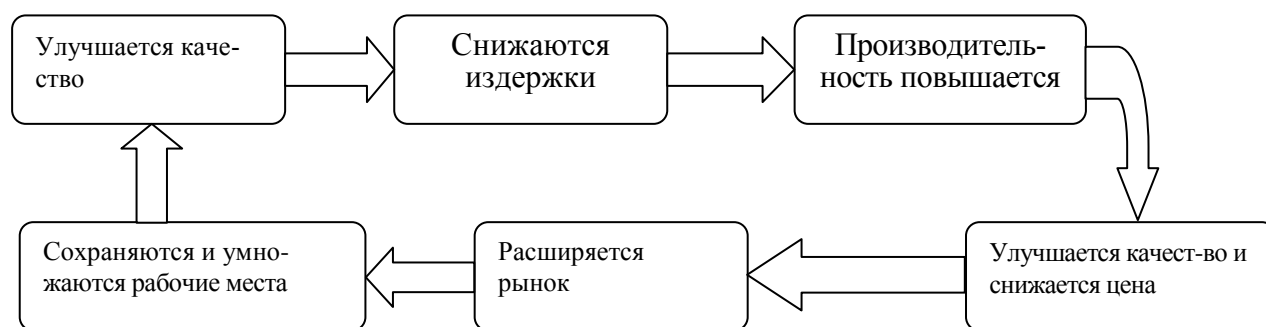 Улучшается каче-
ство
Снижаются
издержки
Производитель-
ность повышается
Улучшается качест-во и
снижается цена
Расширяется
рынок
Сохраняются и умно-
жаются рабочие места